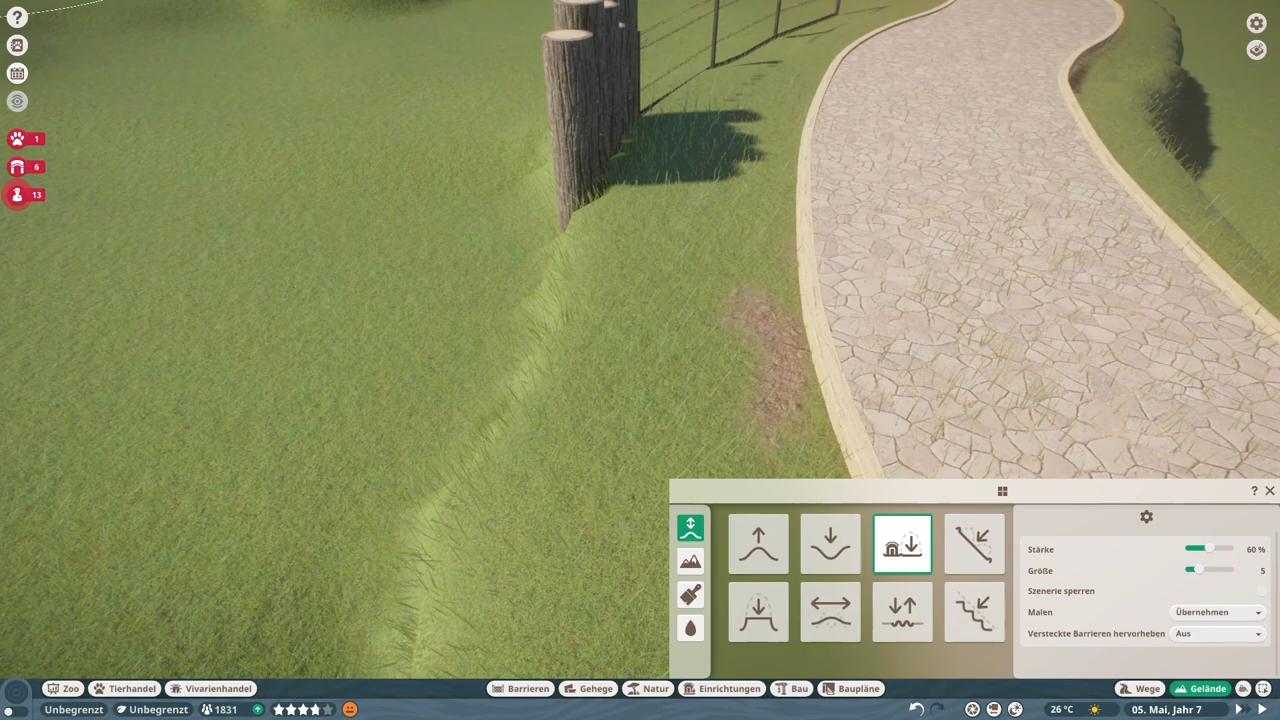 ?
1
6
13
?
Stärke 60 %
Größe 5
Szenerie sperren
Malen Übernehmen
Versteckte Barrieren hervorheben Aus
Zoo Tierhandel Vivarienhandel Barrieren Gehege Natur Einrichtungen Bau Baupläne Wege Gelände
Unbegrenzt Unbegrenzt 1831 26 °C 05. Mai, Jahr 7